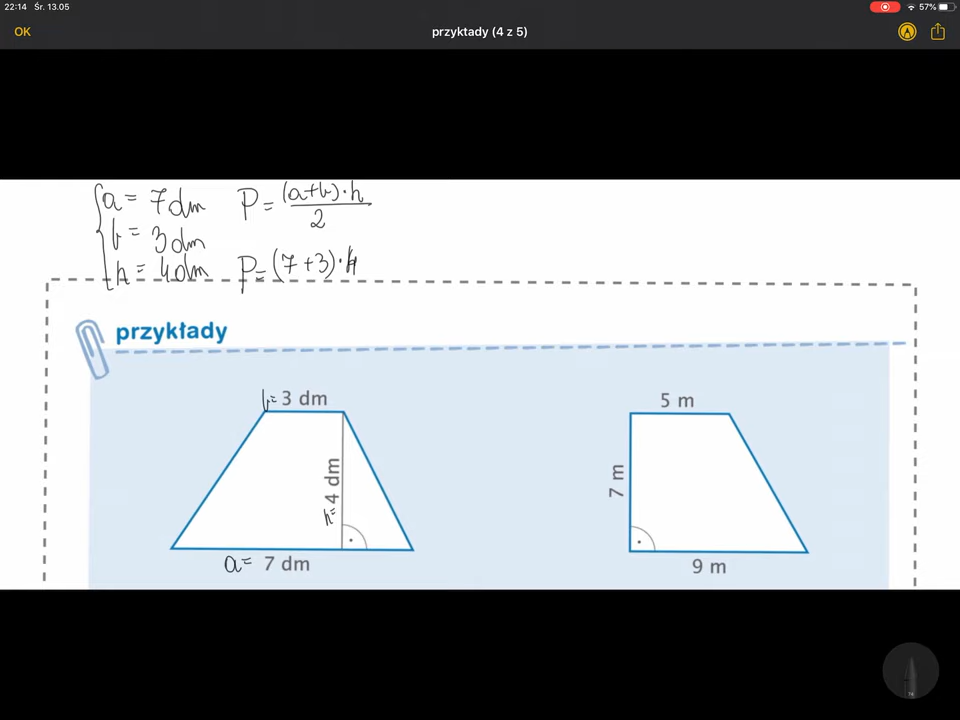 22:14 Śr. 13.05
57%
OK
przykłady (4 z 5)
a = 7dm P = (a+b)·h
2
b = 3dm
h = 4dm P = (7+3)·4
przykłady
b= 3 dm
5 m
h= 4 dm
7 m
a= 7 dm
9 m